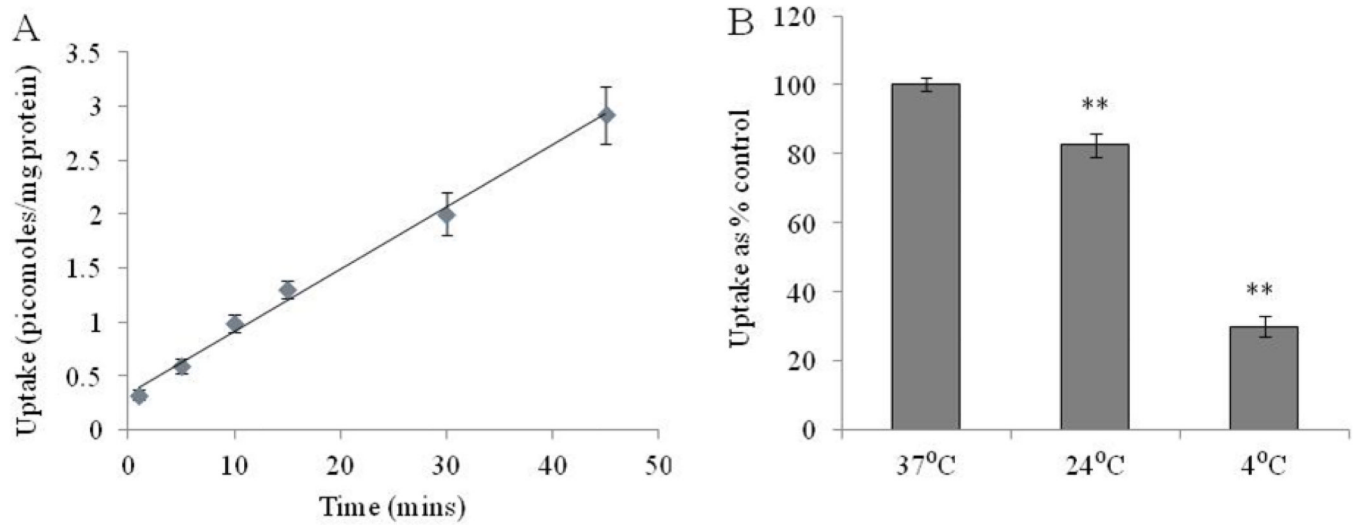 A
Uptake (picomoles/mg protein)
3.5
3
2.5
2
1.5
1
0.5
0
0 10 20 30 40 50
Time (mins)
B
Uptake as % control
120
100
80
60
40
20
0
**
**
37°C 24°C 4°C